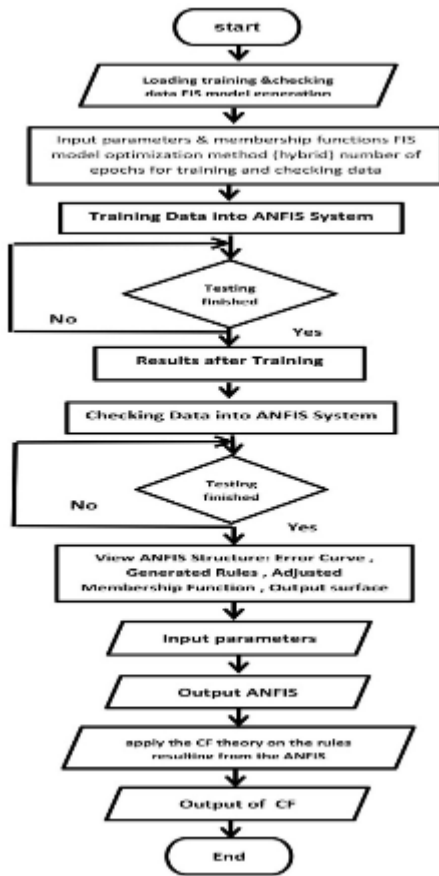 start
Loading training &checking
data FIS model generation
Input parameters & membership functions FIS
model optimization method (hybrid) number of
epochs for training and checking data
Training Data into ANFIS System
Testing
finished
No
Yes
Results after Training
Checking Data into ANFIS System
Testing
finished
No
Yes
View ANFIS Structure: Error Curve ,
Generated Rules , Adjusted
Membership Function , Output surface
Input parameters
Output ANFIS
apply the CF theory on the rules
resulting from the ANFIS
Output of CF
End